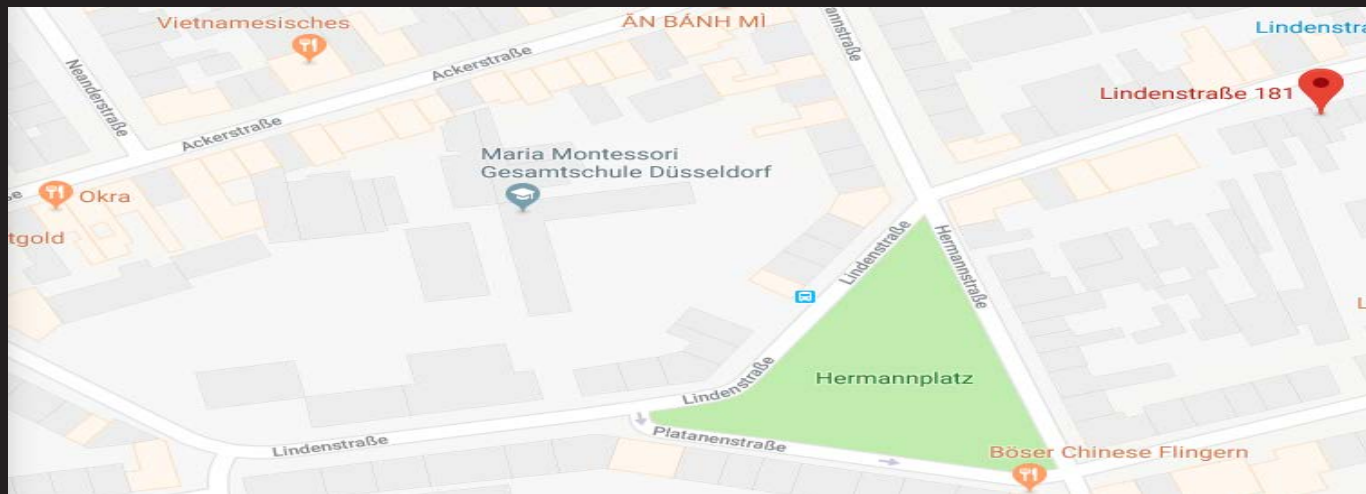 Vietnamesisches
ĂN BÁNH MÌ
Lindenstra
Neanderstraße
Ackerstraße
mannstraße
Lindenstraße 181
Ackerstraße
Maria Montessori
Gesamtschule Düsseldorf
Okra
tgold
Lindenstraße
Hermannstraße
Hermannplatz
Lindenstraße
Lindenstraße
Platanenstraße
Böser Chinese Flingern